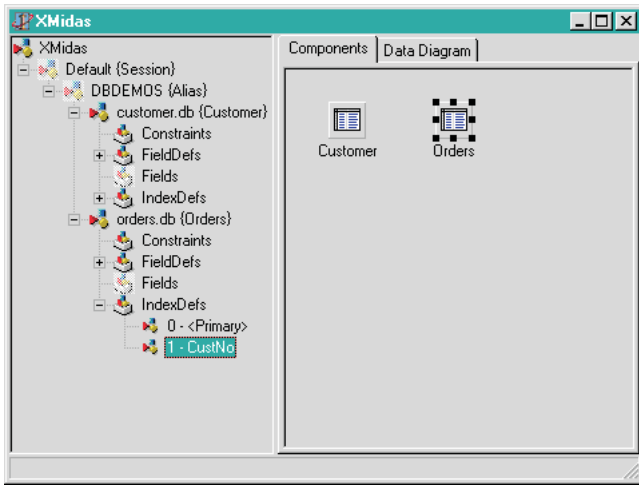 XMidas
XMidas
Default {Session}
DBDEMOS {Alias}
customer.db {Customer}
Constraints
FieldDefs
Fields
IndexDefs
orders.db {Orders}
Constraints
FieldDefs
Fields
IndexDefs
0 - <Primary>
1 - CustNo
Components
Data Diagram
Customer
Orders